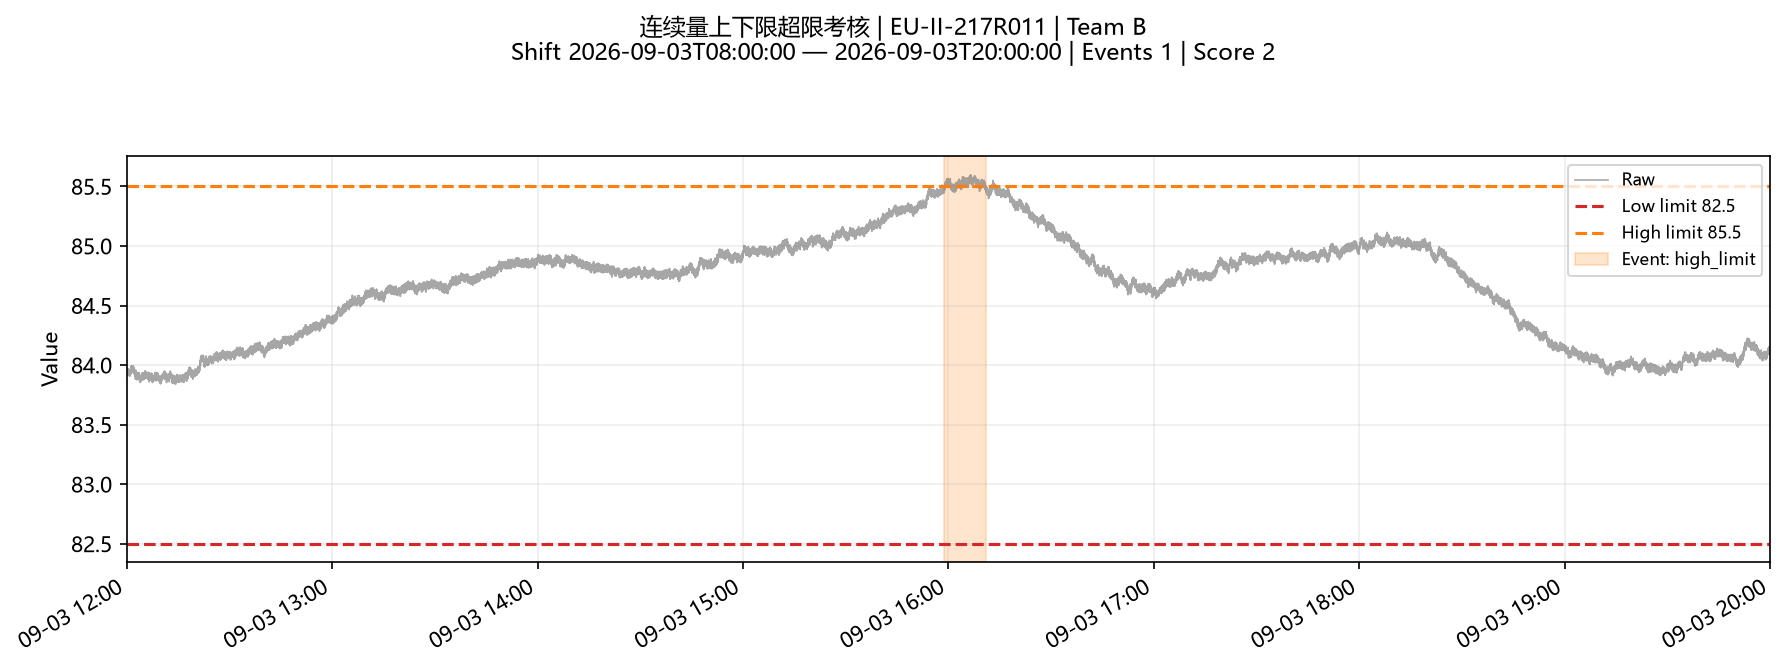 连续量上下限超限考核 | EU-II-217R011 | Team B
Shift 2026-09-03T08:00:00 — 2026-09-03T20:00:00 | Events 1 | Score 2
Value
85.5
85.0
84.5
84.0
83.5
83.0
82.5
Raw
Low limit 82.5
High limit 85.5
Event: high_limit
09-03 12:00
09-03 13:00
09-03 14:00
09-03 15:00
09-03 16:00
09-03 17:00
09-03 18:00
09-03 19:00
09-03 20:00